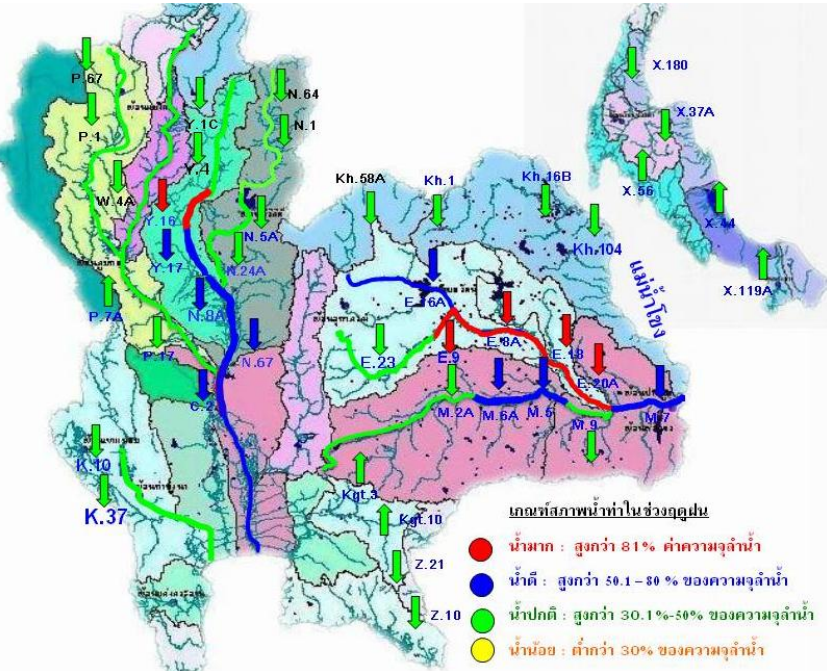 P.67
P.1
W.4A
Y.16
Y.17
P.7A
P.17
Y.1C
Y.4
N.64
N.1
N.5A
N.24A
N.8A
N.67
C.2
K.10
K.37
Kh.58A
Kh.1
Kh.16B
Kh.104
แม่น้ำโขง
E.16A
E.23
E.9
E.8A
E.18
E.20A
M.2A
M.6A
M.5
M.9
M.7
Kgt.3
Kgt.10
Z.21
Z.10
X.180
X.37A
X.56
X.44
X.119A
เกณฑ์สภาพน้ำท่าในช่วงฤดูฝน
น้ำมาก : สูงกว่า 81% ค่าความจุลำน้ำ
น้ำดี : สูงกว่า 50.1 – 80 % ของความจุลำน้ำ
น้ำปกติ : สูงกว่า 30.1%-50% ของความจุลำน้ำ
น้ำน้อย : ต่ำกว่า 30% ของความจุลำน้ำ